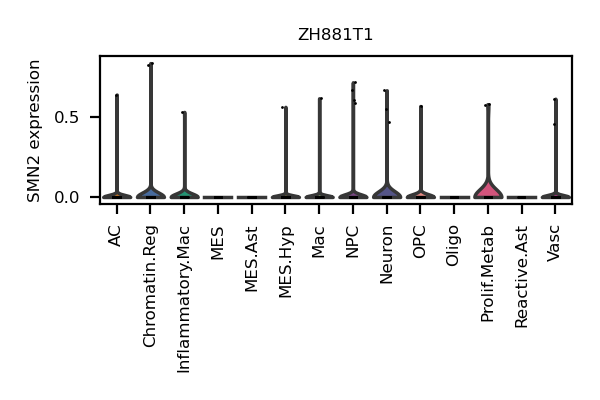 ZH881T1
SMN2 expression
0.5
0.0
AC
Chromatin.Reg
Inflammatory.Mac
MES
MES.Ast
MES.Hyp
Mac
NPC
Neuron
OPC
Oligo
Prolif.Metab
Reactive.Ast
Vasc